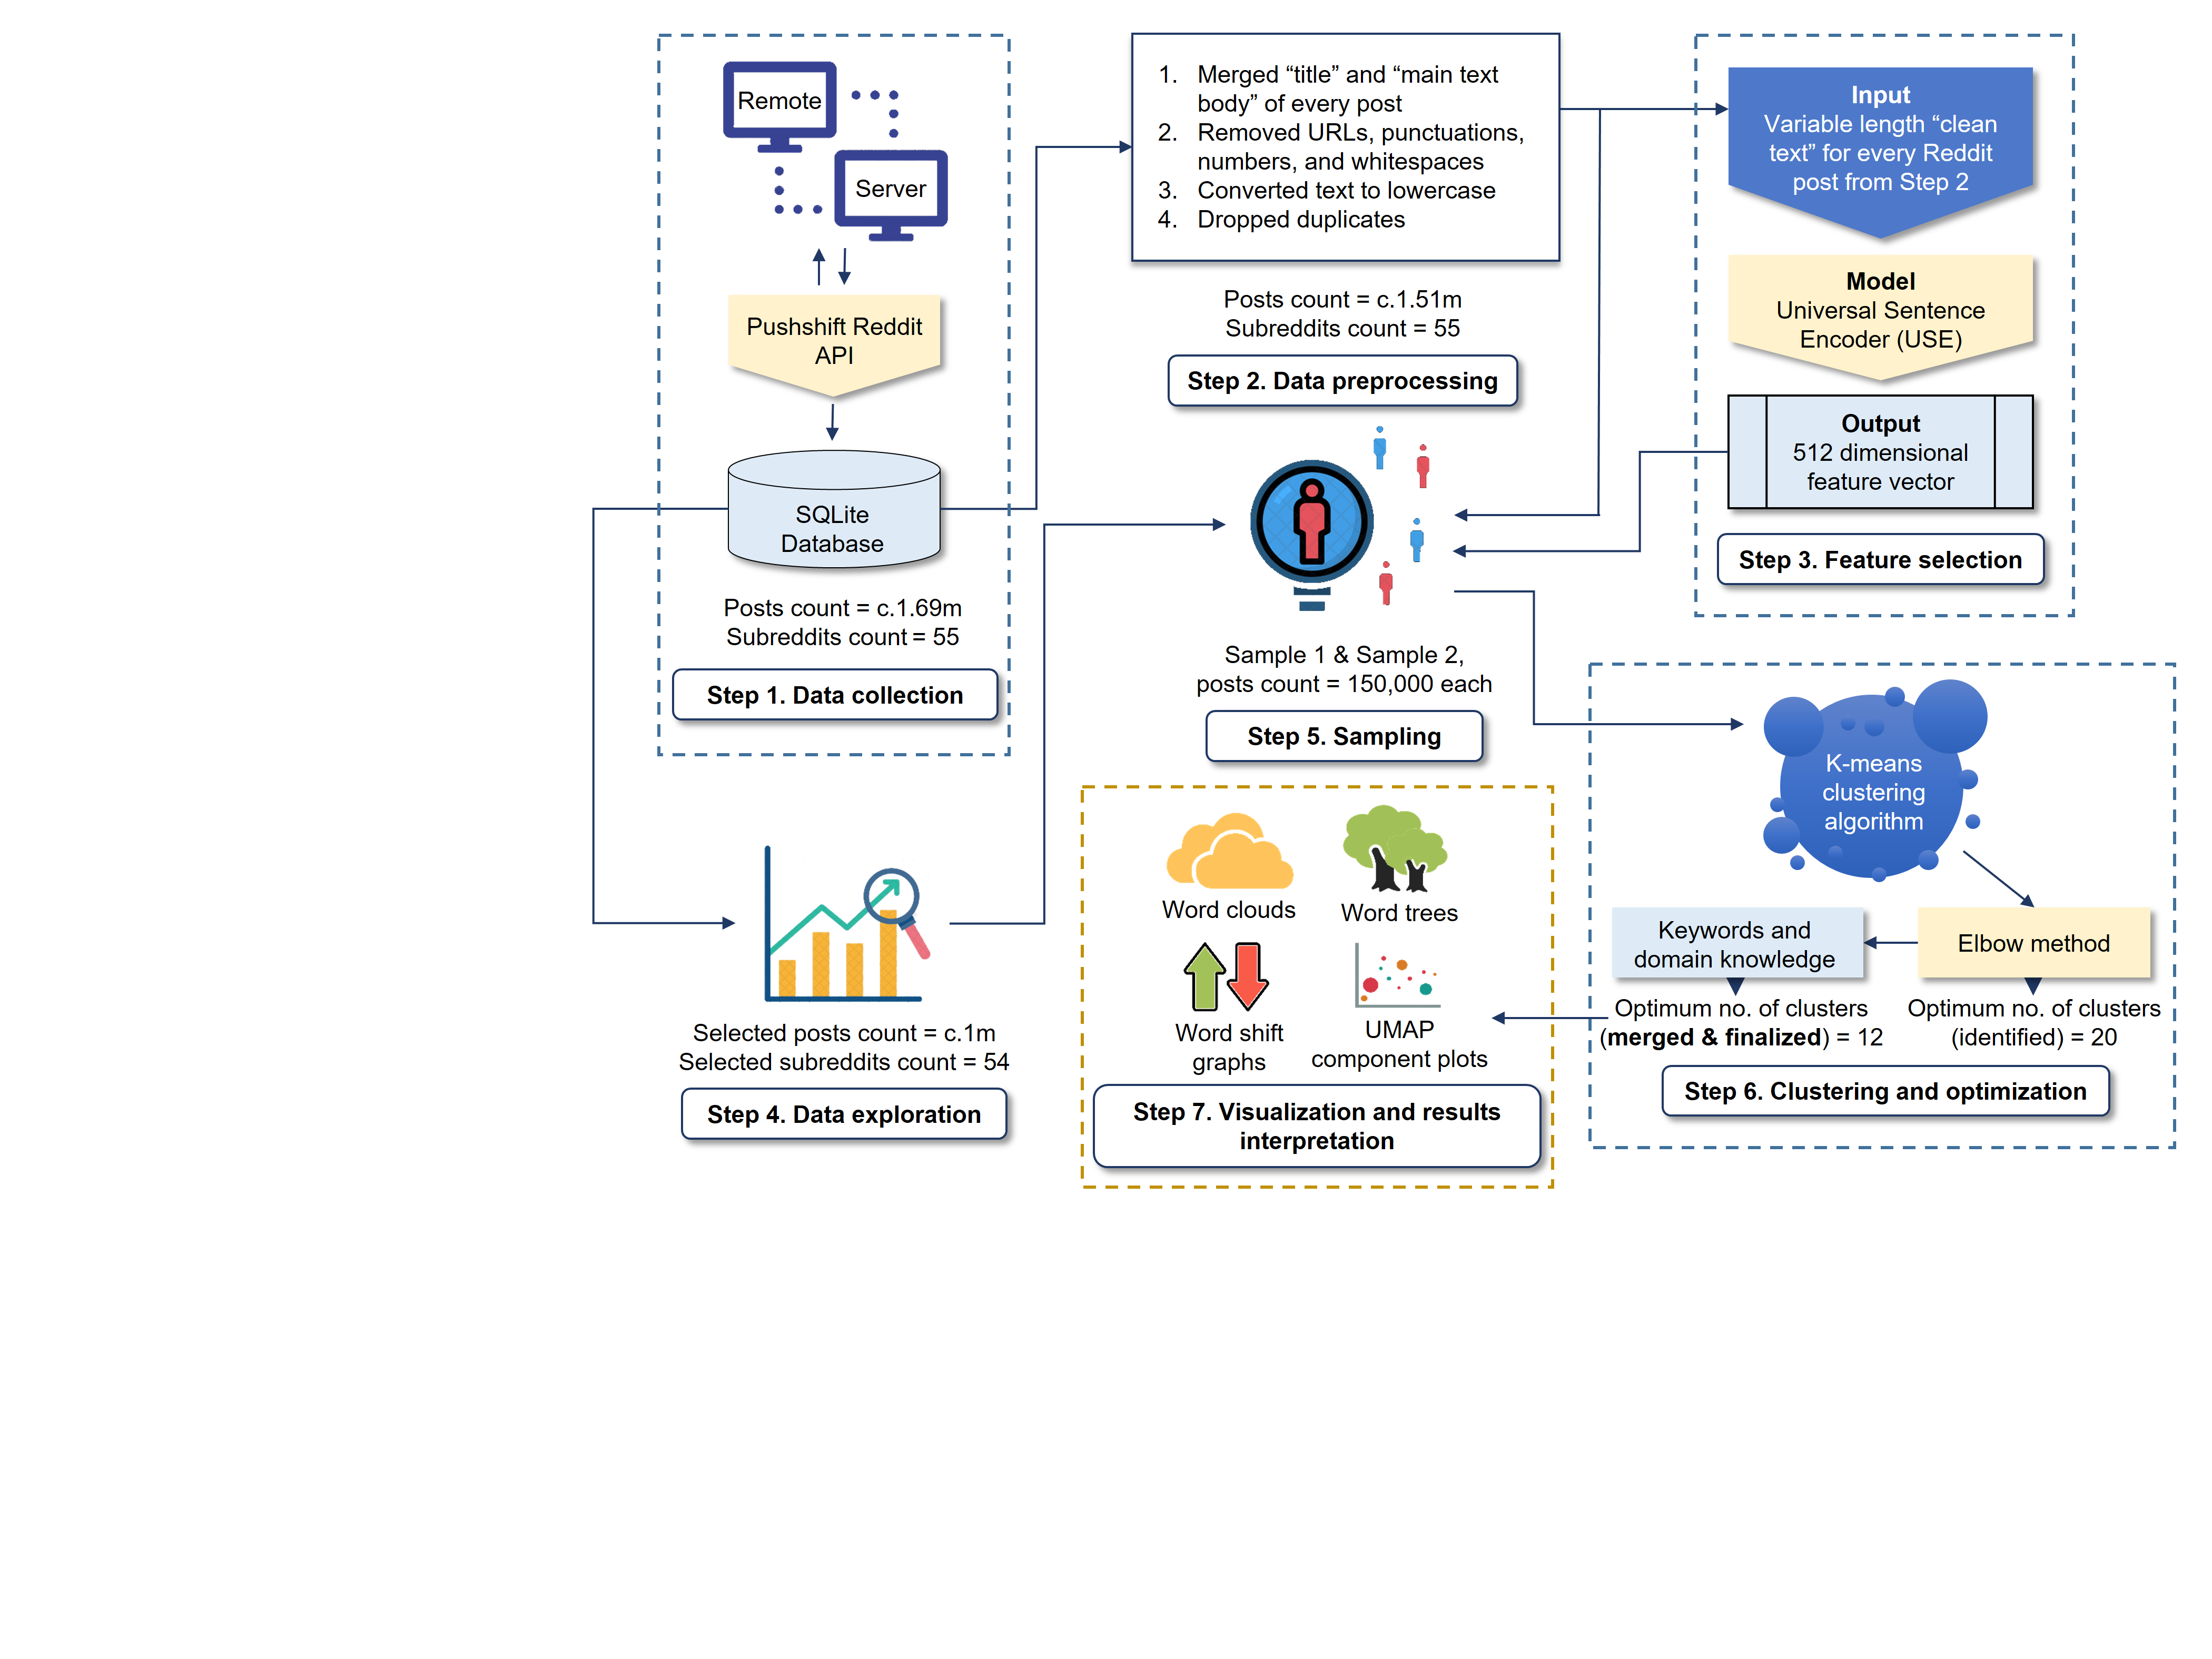 Remote
Server
Pushshift Reddit
API
SQLite
Database
Posts count = c.1.69m
Subreddits count = 55
Step 1. Data collection
1. Merged “title” and “main text
body” of every post
2. Removed URLs, punctuations,
numbers, and whitespaces
3. Converted text to lowercase
4. Dropped duplicates
Posts count = c.1.51m
Subreddits count = 55
Step 2. Data preprocessing
Input
Variable length “clean
text” for every Reddit
post from Step 2
Model
Universal Sentence
Encoder (USE)
Output
512 dimensional
feature vector
Step 3. Feature selection
Selected posts count = c.1m
Selected subreddits count = 54
Step 4. Data exploration
Sample 1 & Sample 2,
posts count = 150,000 each
Step 5. Sampling
K-means
clustering
algorithm
Elbow method
Keywords and
domain knowledge
Optimum no. of clusters
(merged & finalized) = 12
Optimum no. of clusters
(identified) = 20
Step 6. Clustering and optimization
Word clouds
Word trees
Word shift
graphs
UMAP
component plots
Step 7. Visualization and results
interpretation